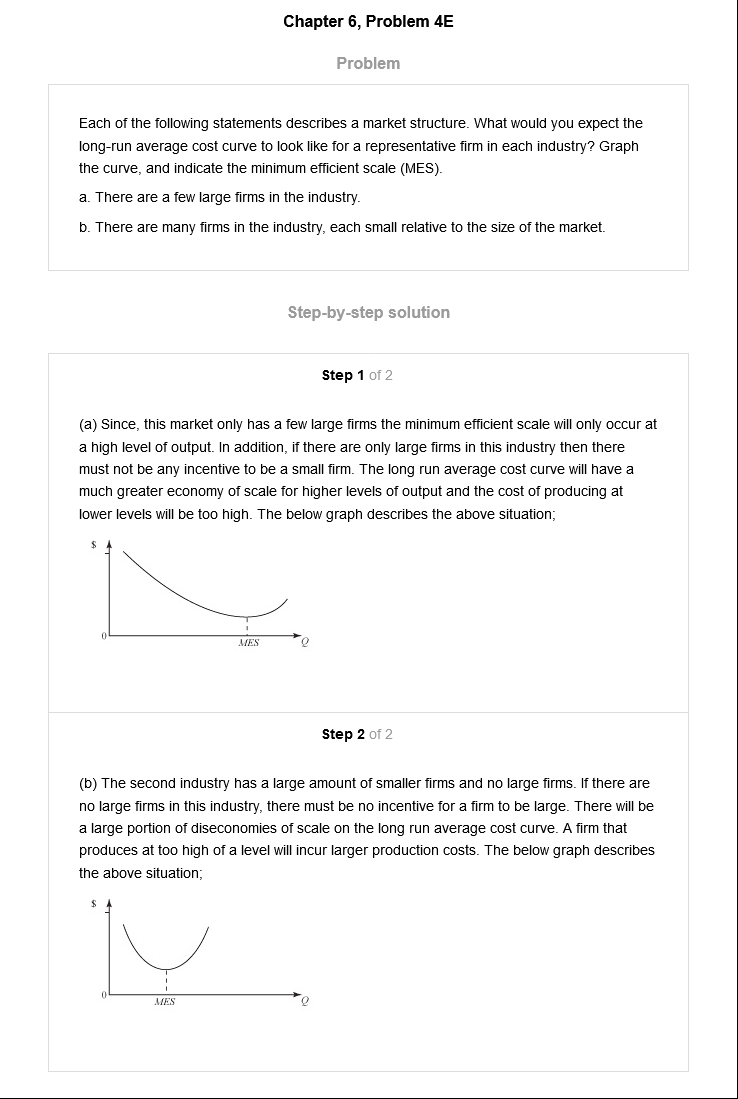 Chapter 6, Problem 4E
Problem
Each of the following statements describes a market structure. What would you expect the
long-run average cost curve to look like for a representative firm in each industry? Graph
the curve, and indicate the minimum efficient scale (MES).
a. There are a few large firms in the industry.
b. There are many firms in the industry, each small relative to the size of the market.
Step-by-step solution
Step 1 of 2
(a) Since, this market only has a few large firms the minimum efficient scale will only occur at
a high level of output. In addition, if there are only large firms in this industry then there
must not be any incentive to be a small firm. The long run average cost curve will have a
much greater economy of scale for higher levels of output and the cost of producing at
lower levels will be too high. The below graph describes the above situation;
$
0
MES
Q
Step 2 of 2
(b) The second industry has a large amount of smaller firms and no large firms. If there are
no large firms in this industry, there must be no incentive for a firm to be large. There will be
a large portion of diseconomies of scale on the long run average cost curve. A firm that
produces at too high of a level will incur larger production costs. The below graph describes
the above situation;
$
0
MES
Q